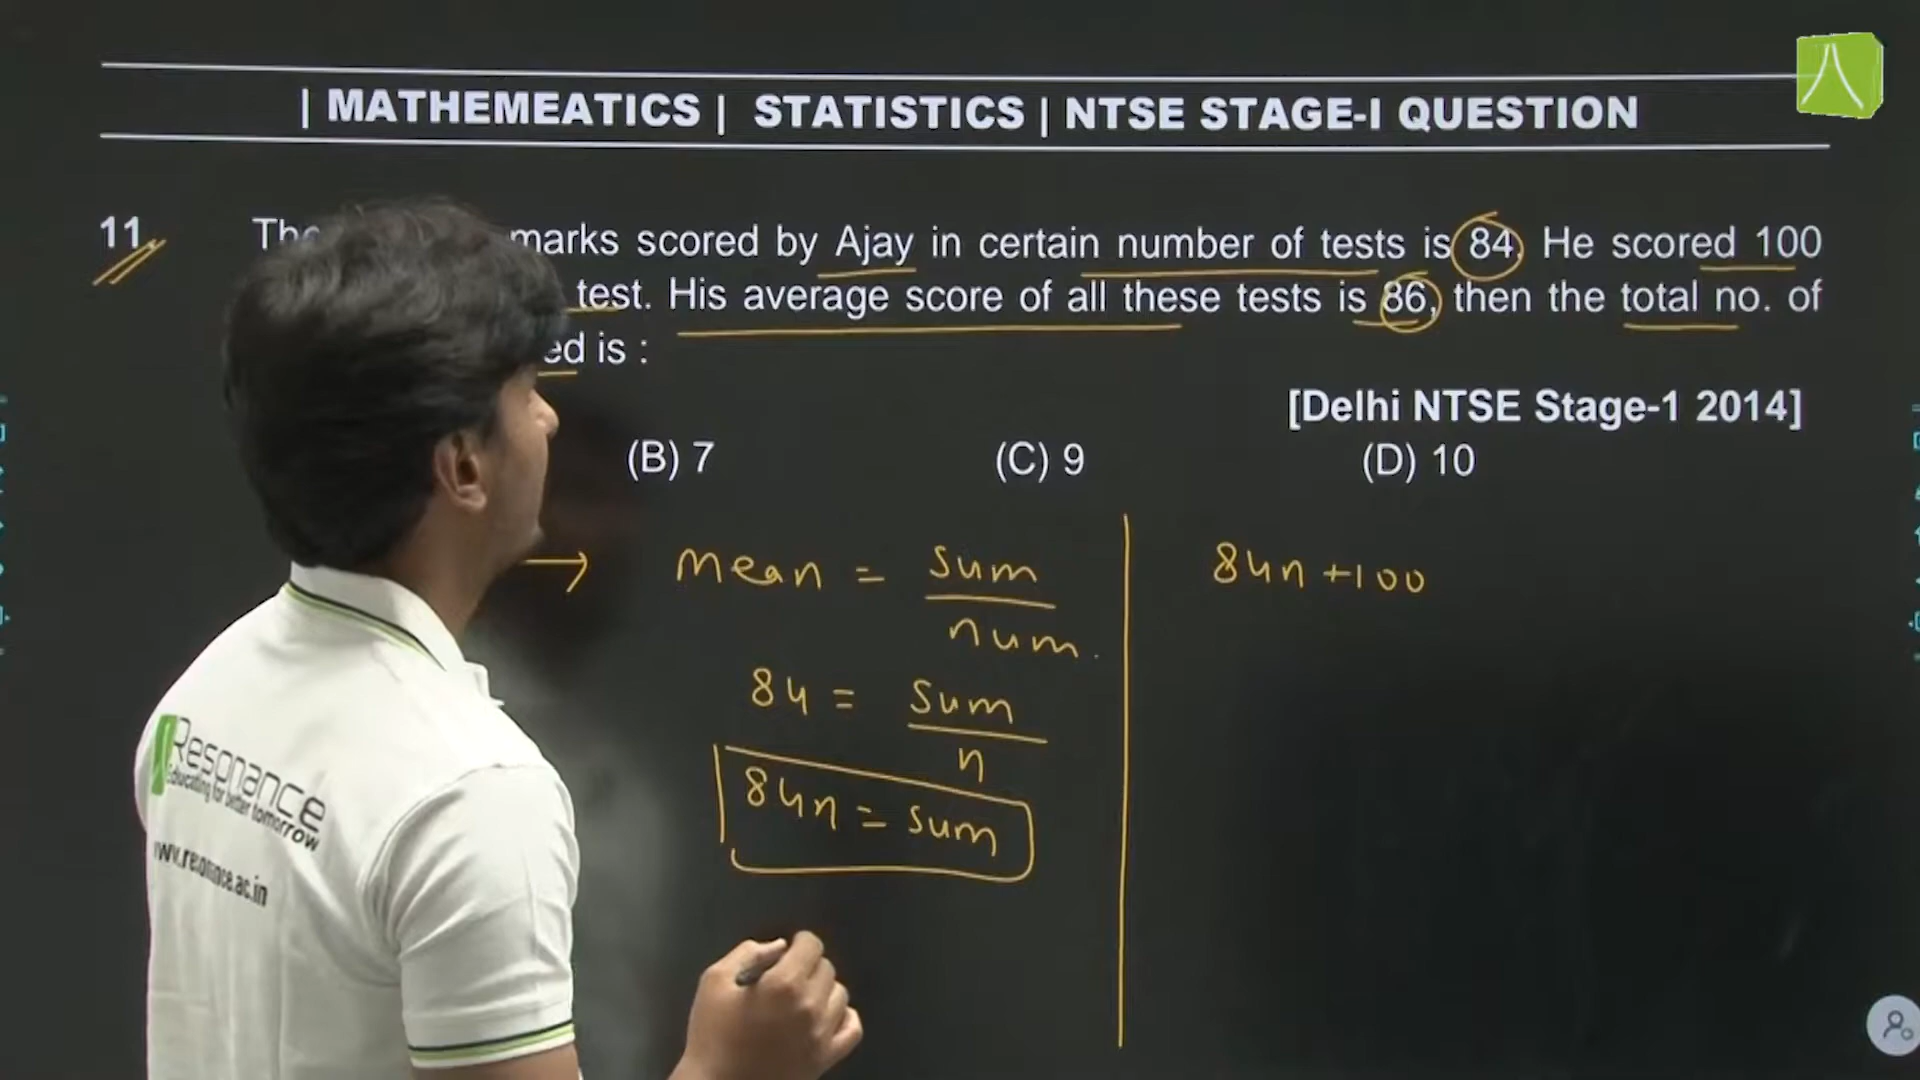 | MATHEMEATICS | STATISTICS | NTSE STAGE-I QUESTION
11. The marks scored by Ajay in certain number of tests is 84. He scored 100
test. His average score of all these tests is 86, then the total no. of
ed is :
[Delhi NTSE Stage-1 2014]
(B) 7 (C) 9 (D) 10
→ mean = sum
num.
84 = sum
n
84n = sum
84n + 100
Resonance
Educating for better tomorrow
www.resonance.ac.in